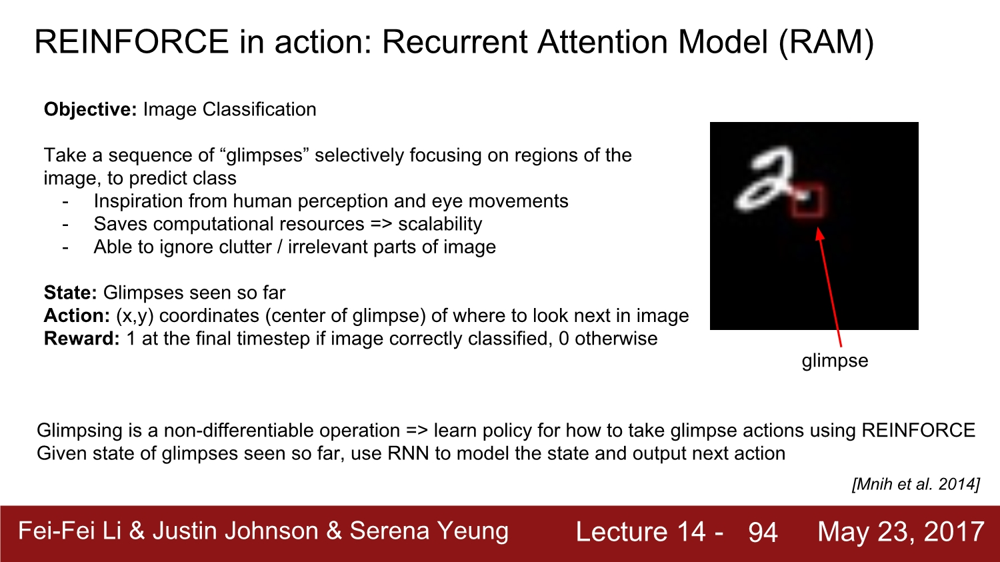 REINFORCE in action: Recurrent Attention Model (RAM)
Objective: Image Classification
Take a sequence of “glimpses” selectively focusing on regions of the
image, to predict class
- Inspiration from human perception and eye movements
- Saves computational resources => scalability
- Able to ignore clutter / irrelevant parts of image
State: Glimpses seen so far
Action: (x,y) coordinates (center of glimpse) of where to look next in image
Reward: 1 at the final timestep if image correctly classified, 0 otherwise
2
glimpse
Glimpsing is a non-differentiable operation => learn policy for how to take glimpse actions using REINFORCE
Given state of glimpses seen so far, use RNN to model the state and output next action
[Mnih et al. 2014]
Fei-Fei Li & Justin Johnson & Serena Yeung Lecture 14 - 94 May 23, 2017